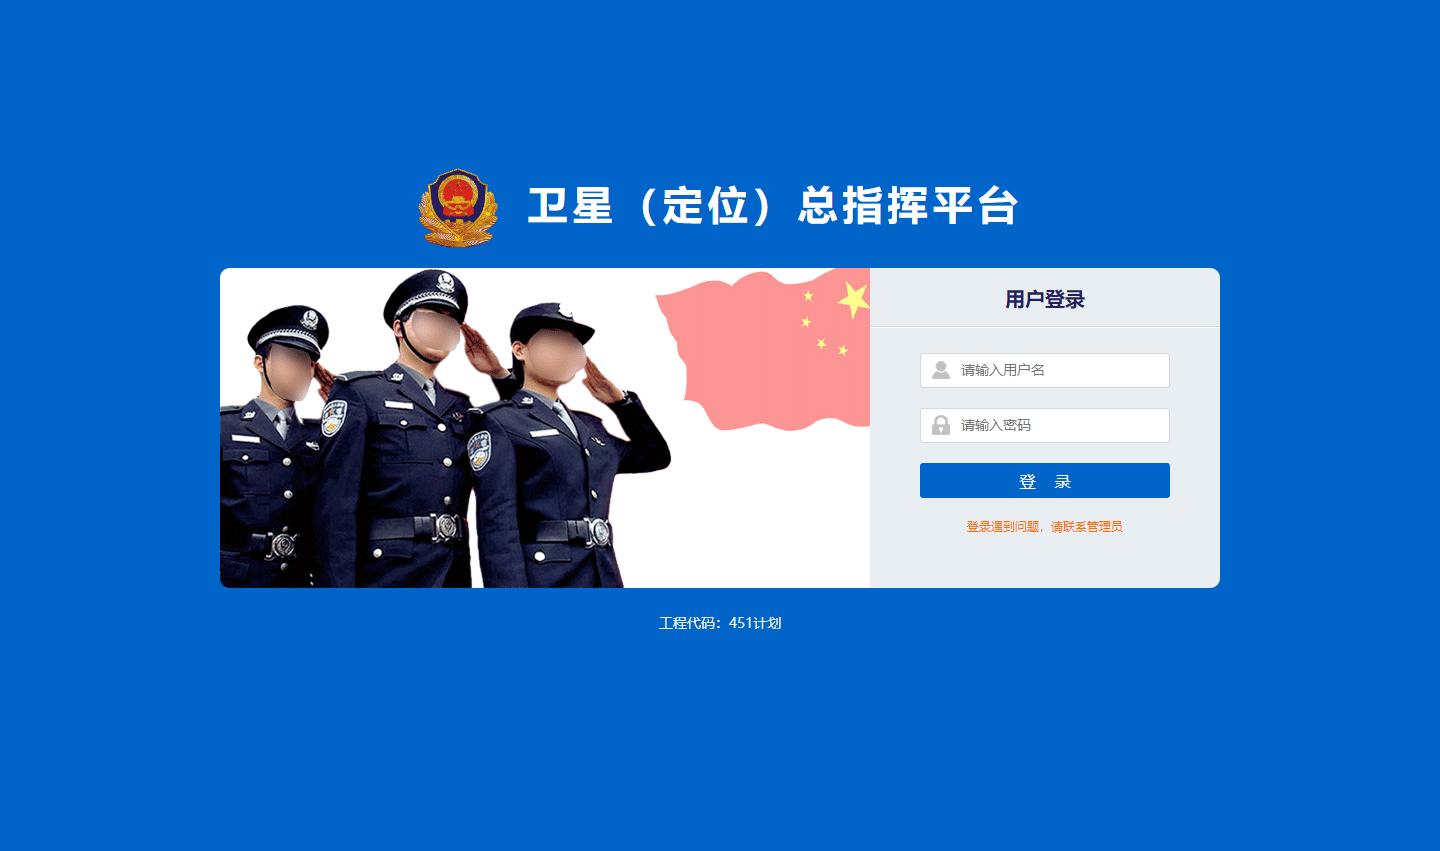 卫星（定位）总指挥平台
用户登录
请输入用户名
请输入密码
登 录
登录遇到问题，请联系管理员
工程代码：451计划